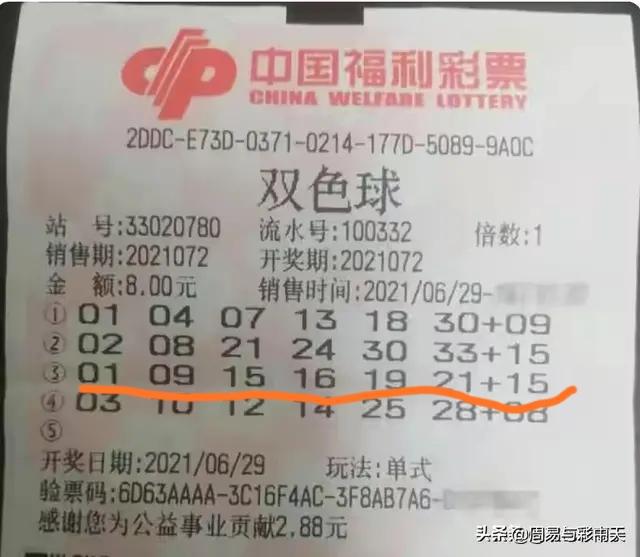 中国福利彩票
CHINA WELFARE LOTTERY
2DDC-E73D-0371-0214-177D-5089-9A0C
双色球
站 号:33020780 流水号:100332 倍数:1
销售期:2021072 开奖期:2021072
金 额:8.00元 销售时间:2021/06/29-
① 01 04 07 13 18 30+09
② 02 08 21 24 30 33+15
③ 01 09 15 16 19 21+15
④ 03 10 12 14 25 28+08
⑤
开奖日期:2021/06/29 玩法:单式
验票码:6D63AAAA-3C16F4AC-3F8AB7A6-
感谢您为公益事业贡献2.88元
头条@周易与彩雨天